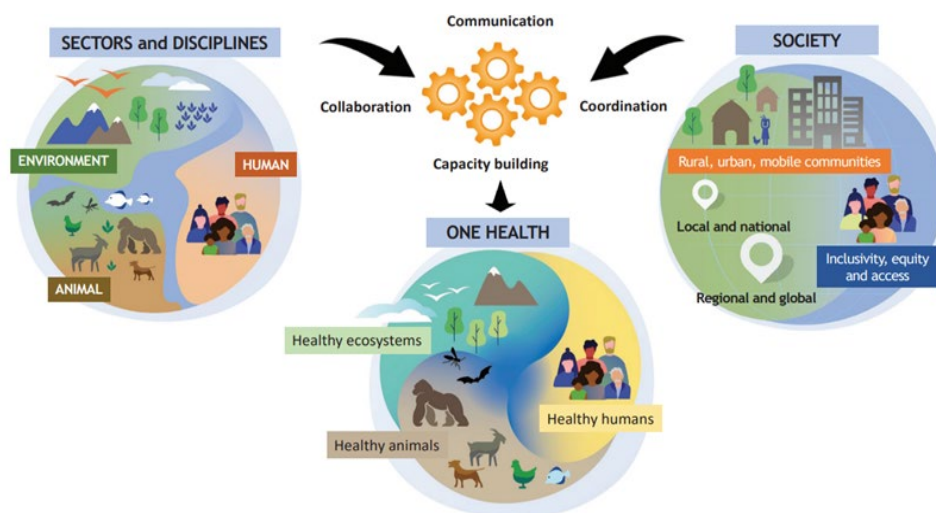 Communication
SECTORS and DISCIPLINES
SOCIETY
Collaboration
Coordination
Capacity building
ENVIRONMENT
HUMAN
ANIMAL
Rural, urban, mobile communities
Local and national
Inclusivity, equity
and access
Regional and global
ONE HEALTH
Healthy ecosystems
Healthy humans
Healthy animals